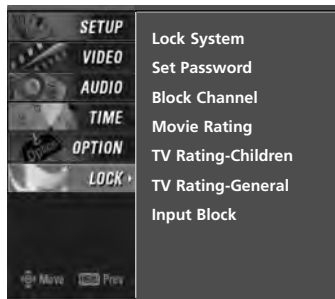 SETUP
VIDEO
AUDIO
TIME
Option OPTION
LOCK
Move Prev
Lock System
Set Password
Block Channel
Movie Rating
TV Rating-Children
TV Rating-General
Input Block